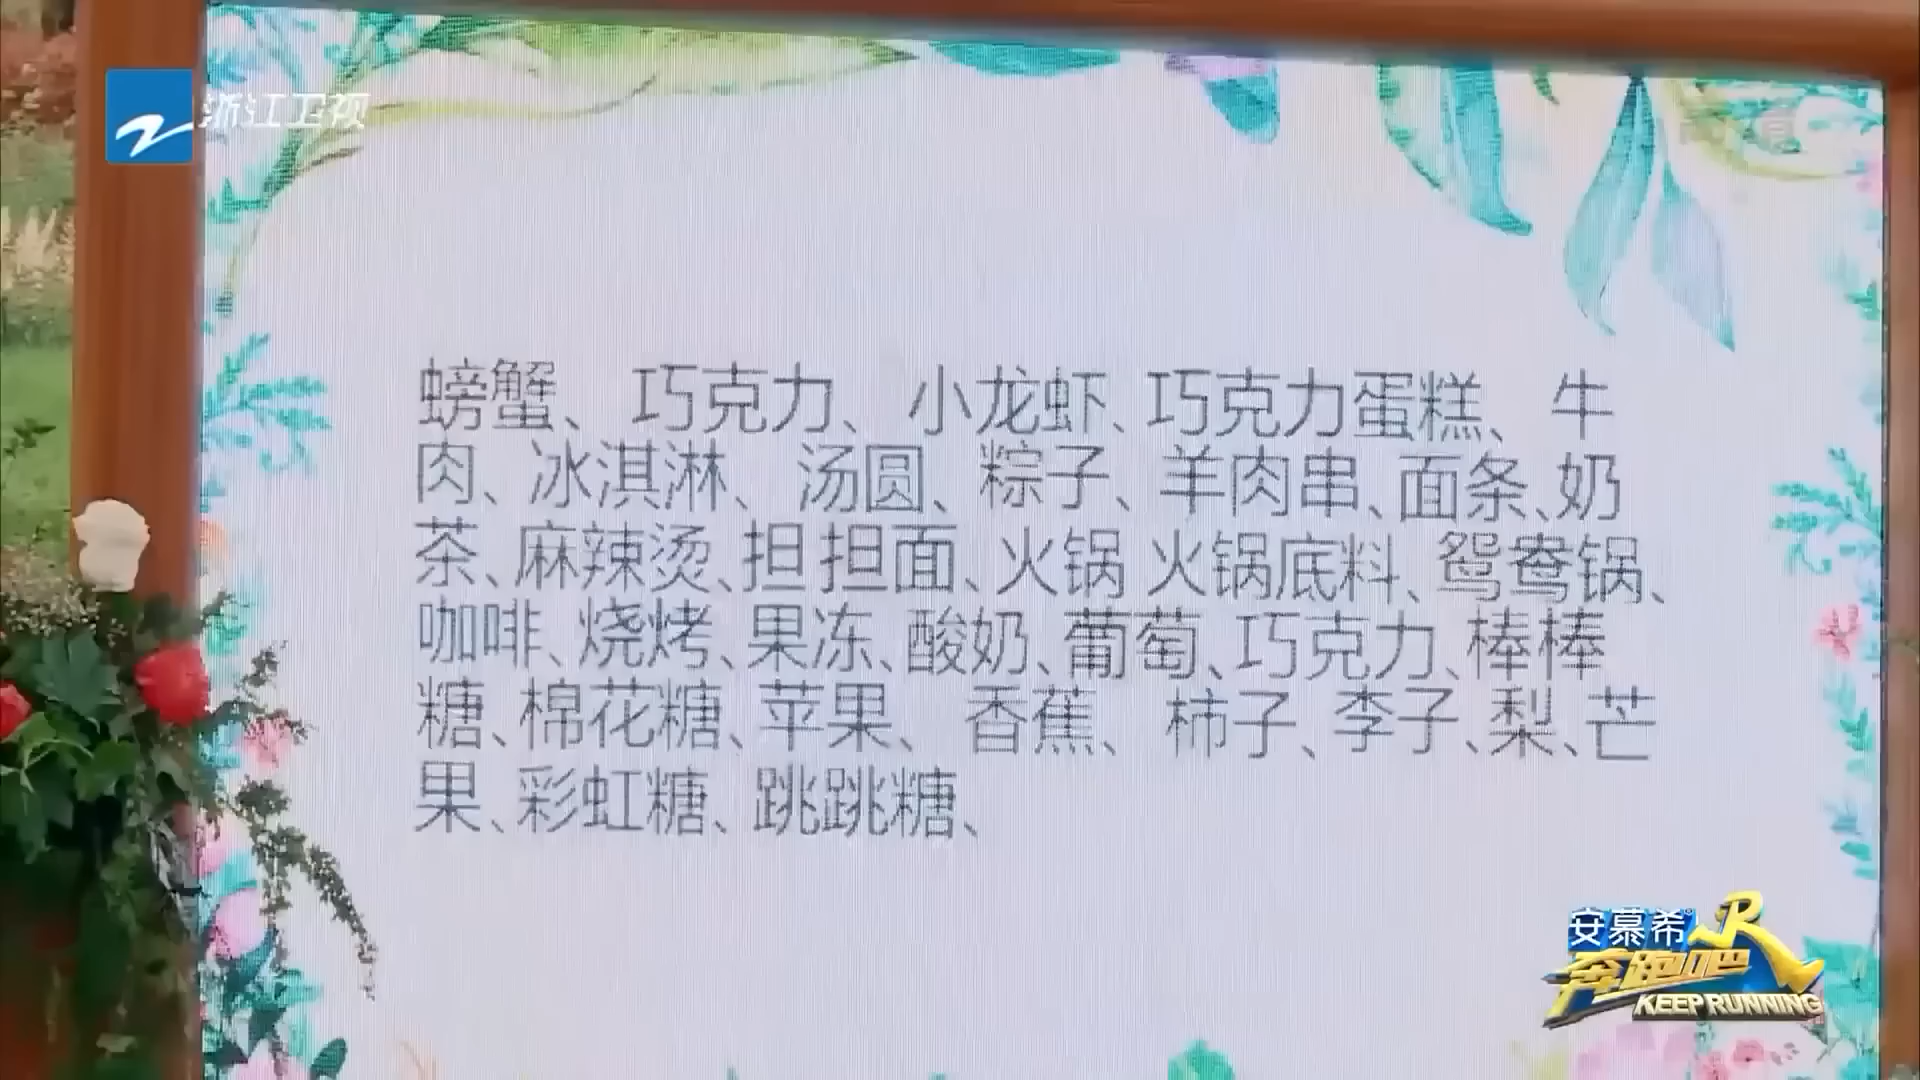 浙江卫视
螃蟹、 巧克力、 小龙虾、巧克力蛋糕、 牛
肉、冰淇淋、 汤圆、粽子、羊肉串、面条、奶
茶、麻辣烫、担担面、火锅 火锅底料、鸳鸯锅、
咖啡、烧烤、果冻、酸奶、葡萄、巧克力、棒棒
糖、棉花糖、苹果、 香蕉、 柿子、李子、梨、芒
果、彩虹糖、跳跳糖、
安慕希
奔跑吧
KEEP RUNNING